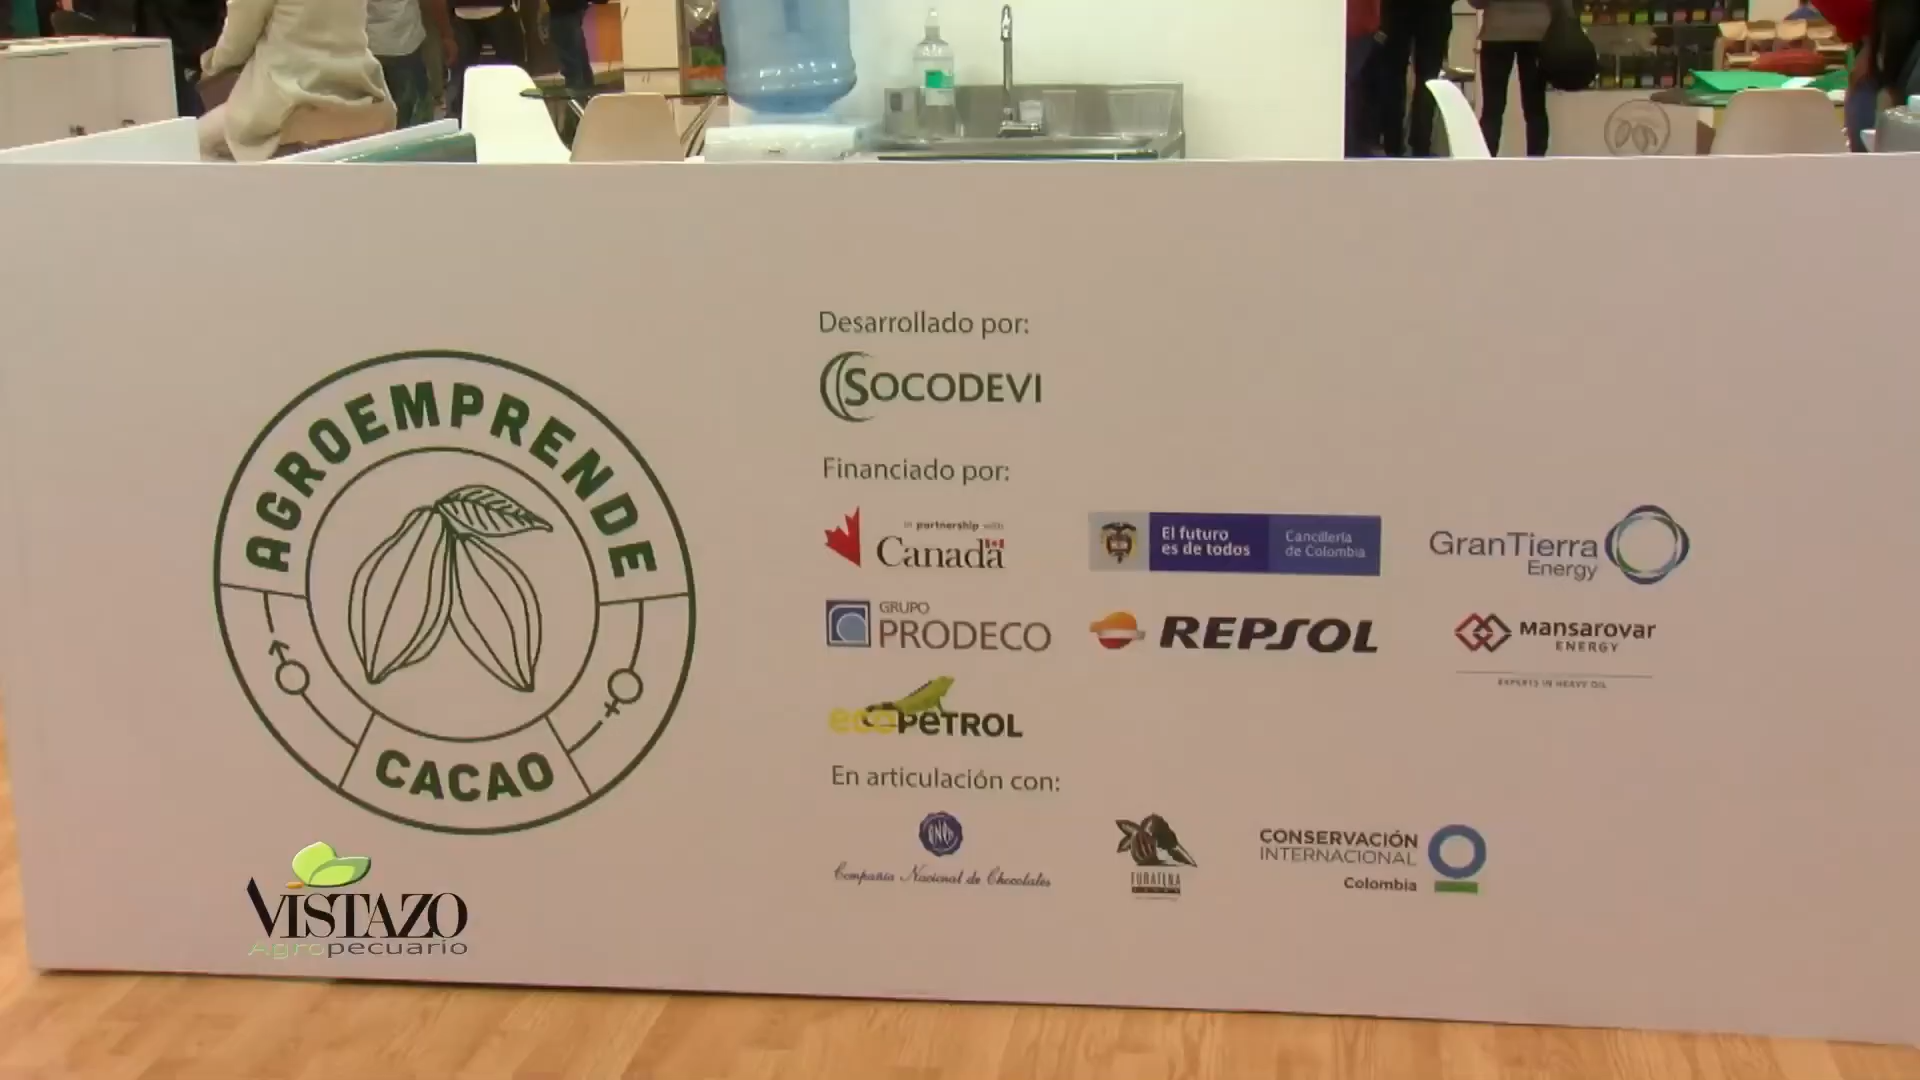 AGROEMPRENDE
CACAO
Desarrollado por:
SOCODEVI
Financiado por:
in partnership with
Canada
El futuro
es de todos
Cancillería
de Colombia
GranTierra
Energy
GRUPO
PRODECO
REPSOL
Mansarovar
ENERGY
EXPERTS IN HEAVY OIL
ecoPETROL
En articulación con:
Compañía Nacional de Chocolates
CONSERVACIÓN
INTERNACIONAL
Colombia
VISTAZO
Agropecuario